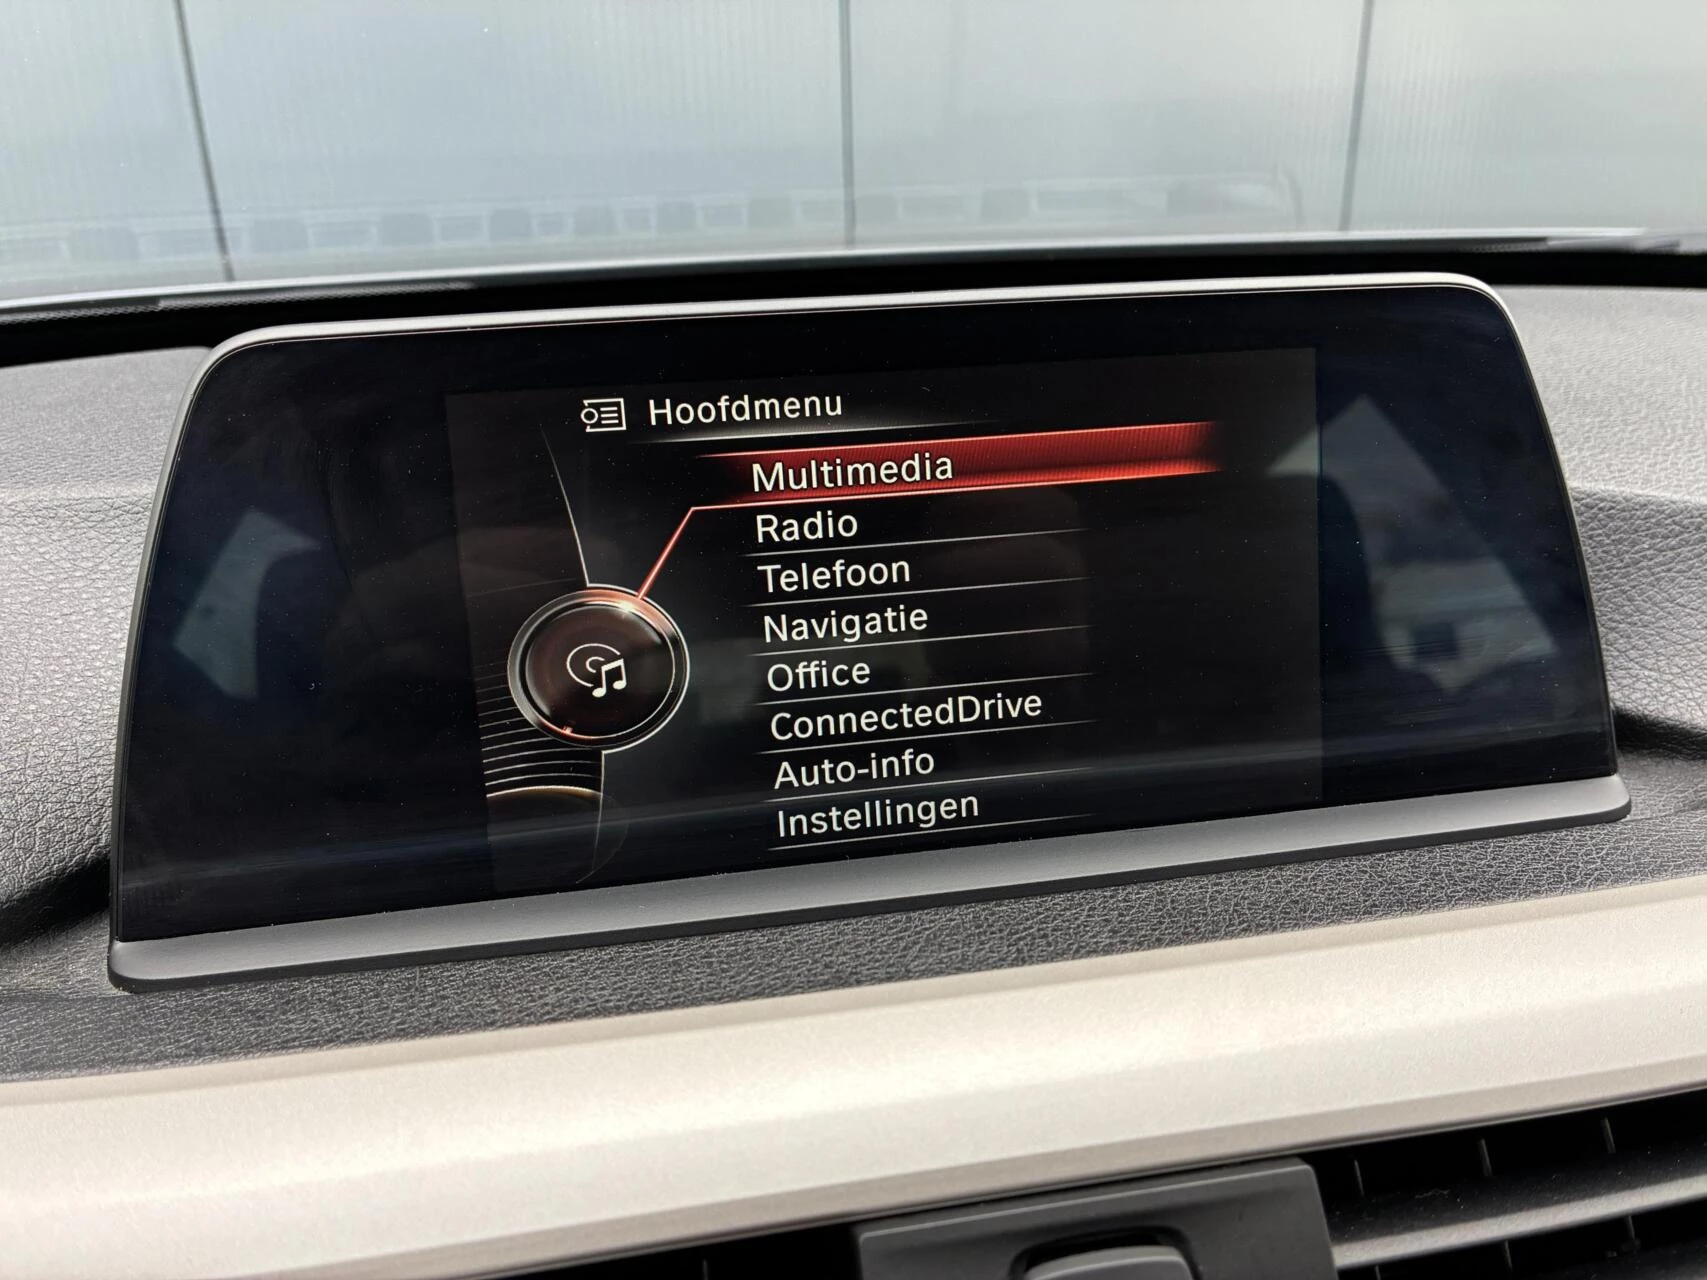 Hoofdmenu
Multimedia
Radio
Telefoon
Navigatie
Office
ConnectedDrive
Auto-info
Instellingen